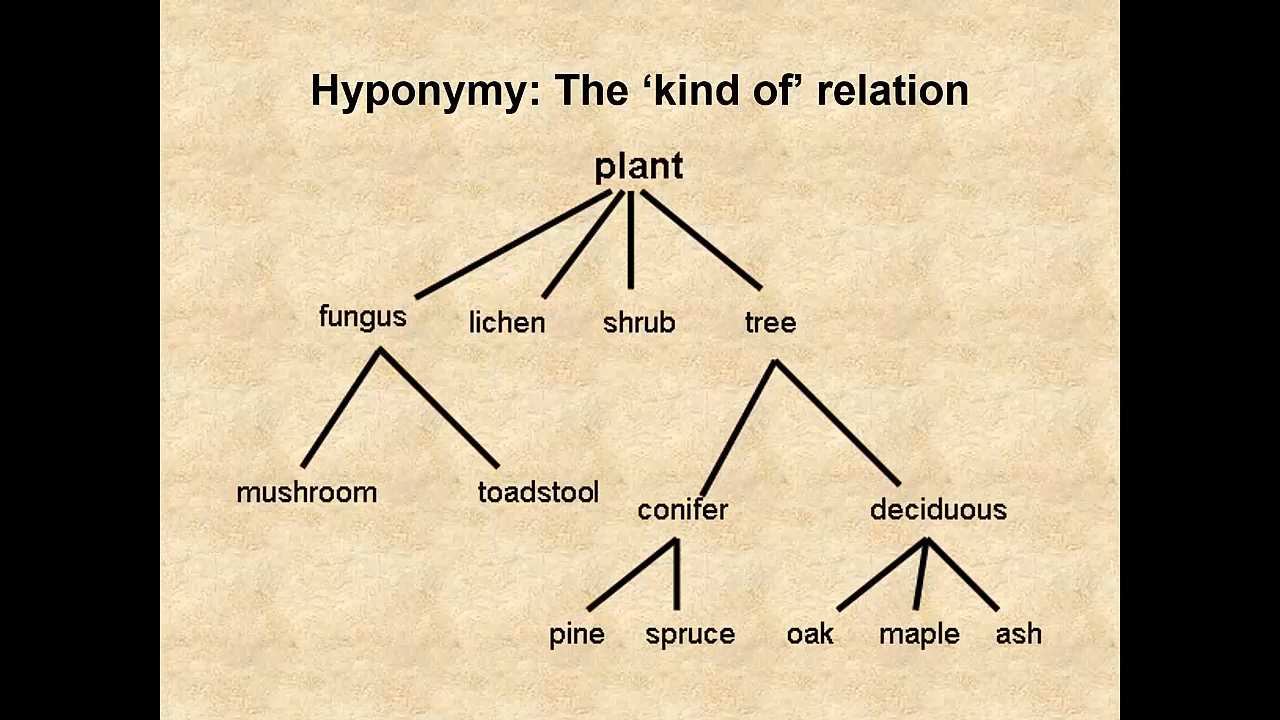 Hyponymy: The ‘kind of’ relation
plant
fungus lichen shrub tree
mushroom toadstool conifer deciduous
pine spruce oak maple ash